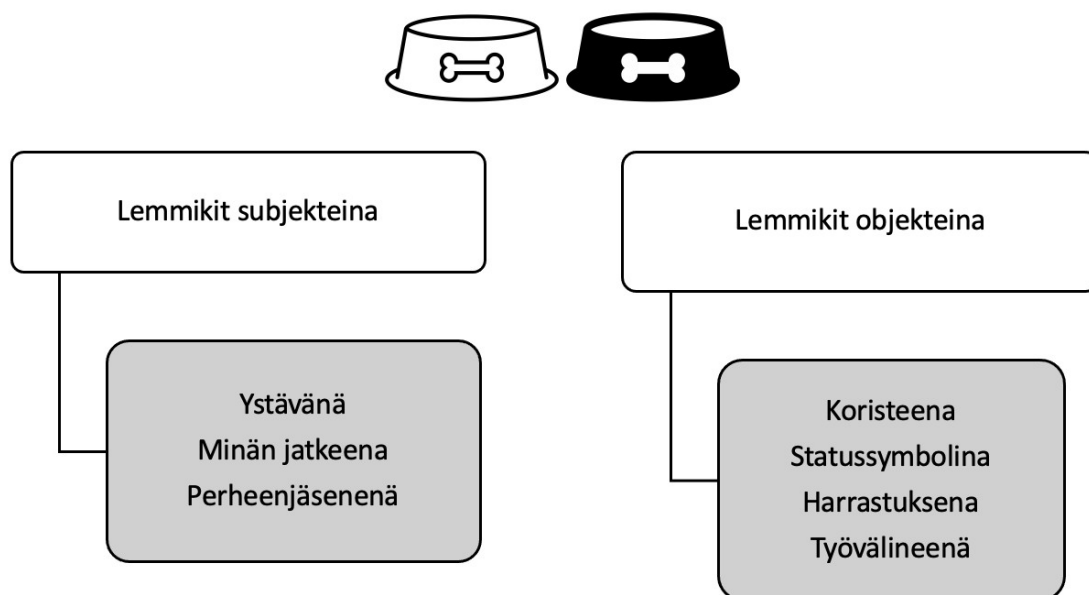 Lemmikit subjekteina
Ystävänä
Minän jatkeena
Perheenjäsenenä
Lemmikit objekteina
Koristeena
Statussymbolina
Harrastuksena
Työvälineenä